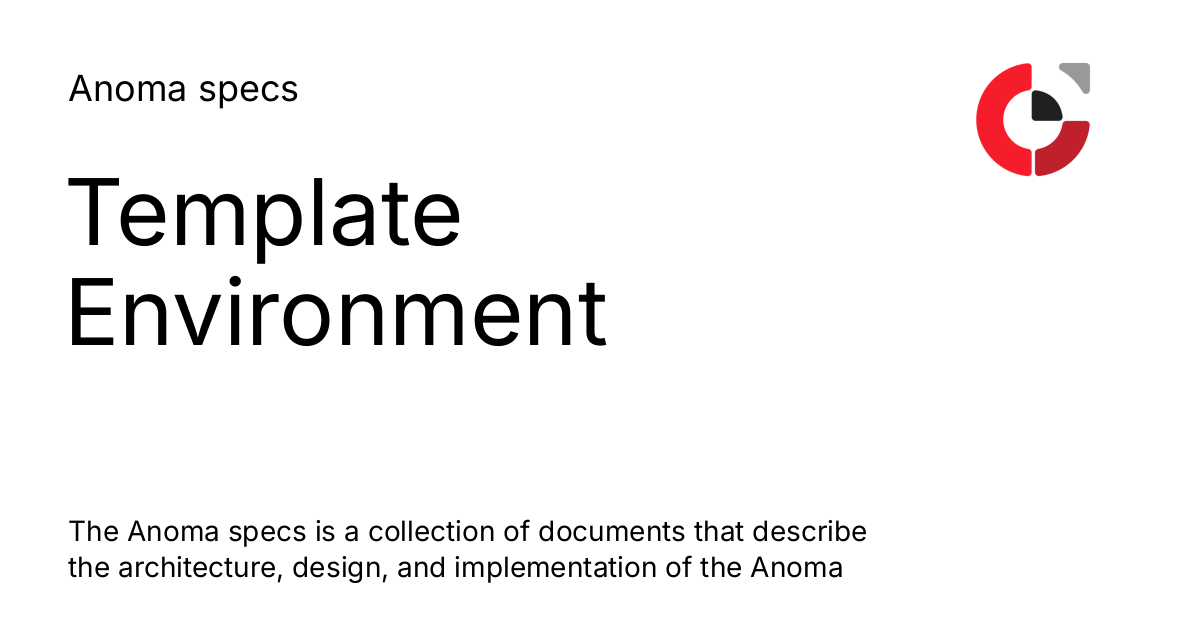 Anoma specs
Template
Environment
The Anoma specs is a collection of documents that describe
the architecture, design, and implementation of the Anoma